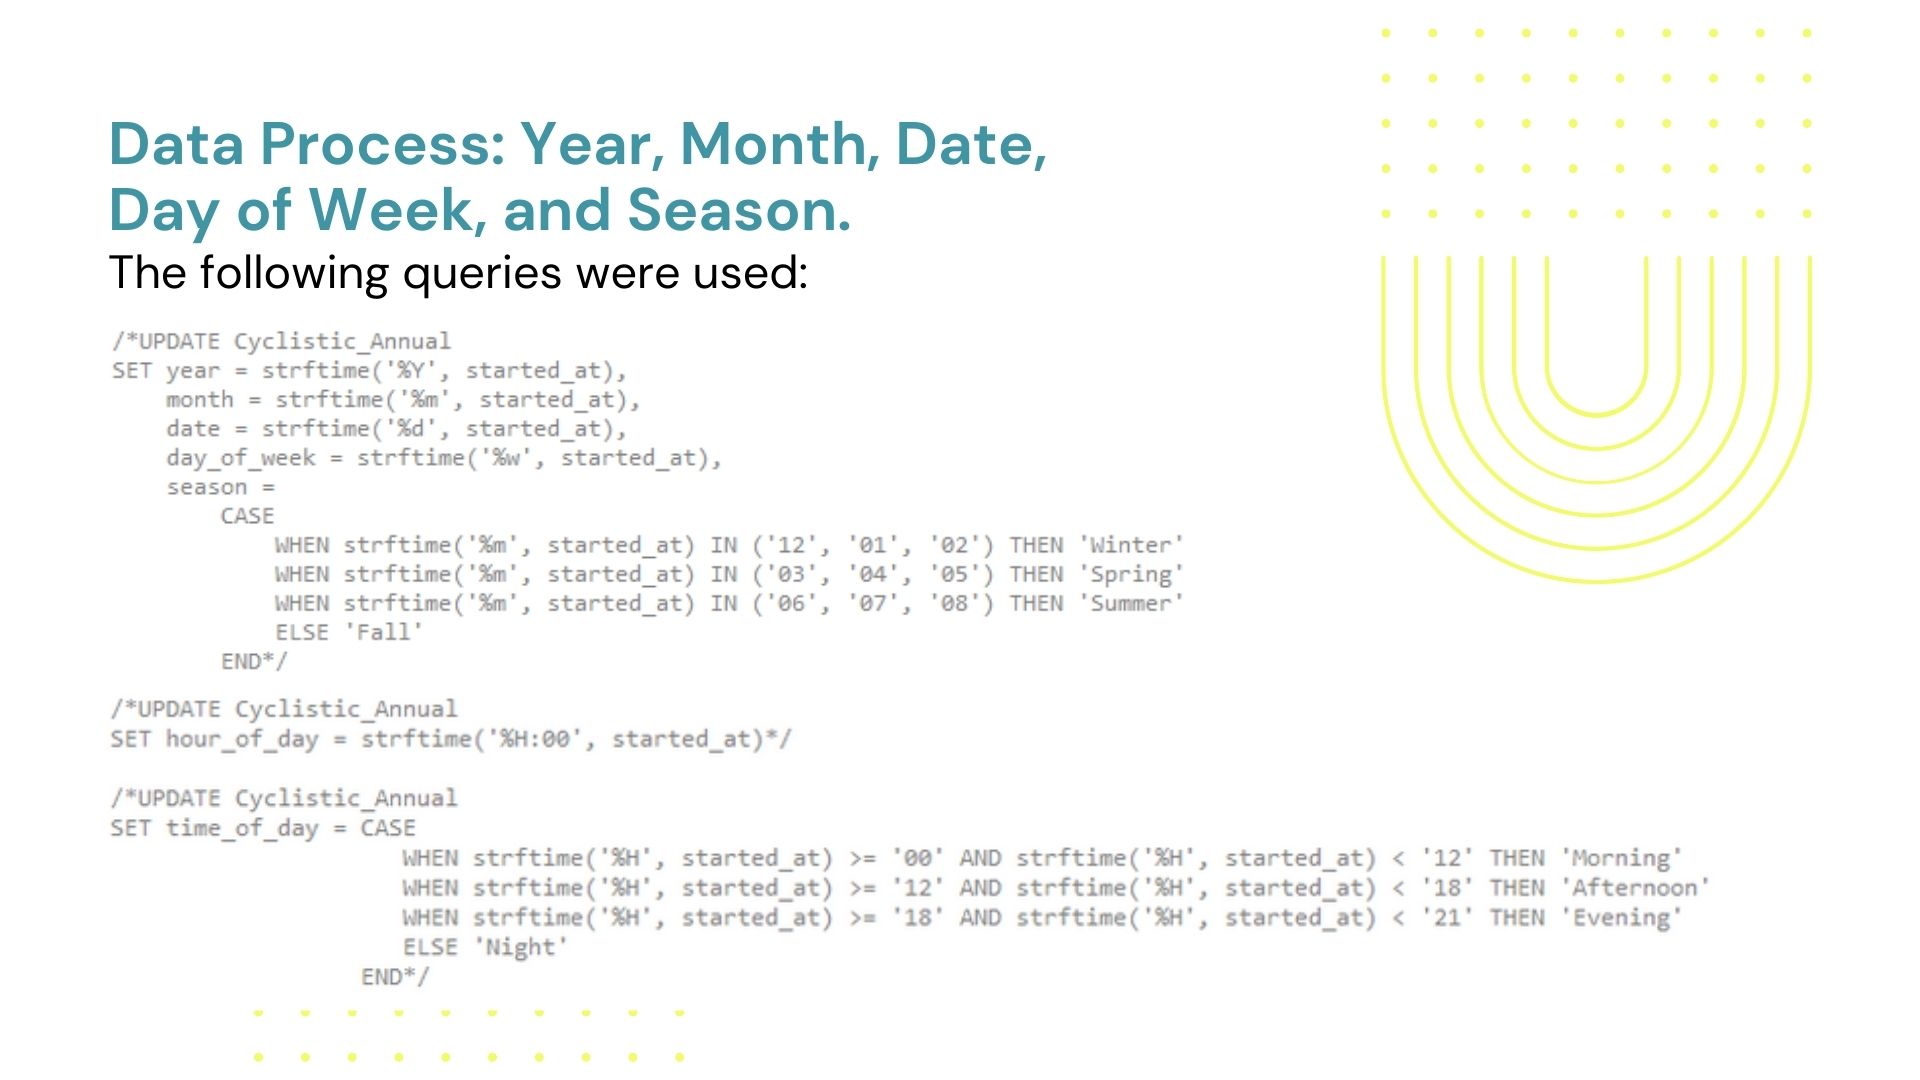 Data Process: Year, Month, Date,
Day of Week, and Season.
The following queries were used:
/*UPDATE Cyclistic_Annual
SET year = strftime('%Y', started_at),
    month = strftime('%m', started_at),
    date = strftime('%d', started_at),
    day_of_week = strftime('%w', started_at),
    season =
        CASE
            WHEN strftime('%m', started_at) IN ('12', '01', '02') THEN 'Winter'
            WHEN strftime('%m', started_at) IN ('03', '04', '05') THEN 'Spring'
            WHEN strftime('%m', started_at) IN ('06', '07', '08') THEN 'Summer'
            ELSE 'Fall'
        END*/
/*UPDATE Cyclistic_Annual
SET hour_of_day = strftime('%H:00', started_at)*/
/*UPDATE Cyclistic_Annual
SET time_of_day = CASE
                     WHEN strftime('%H', started_at) >= '00' AND strftime('%H', started_at) < '12' THEN 'Morning'
                     WHEN strftime('%H', started_at) >= '12' AND strftime('%H', started_at) < '18' THEN 'Afternoon'
                     WHEN strftime('%H', started_at) >= '18' AND strftime('%H', started_at) < '21' THEN 'Evening'
                     ELSE 'Night'
                  END*/